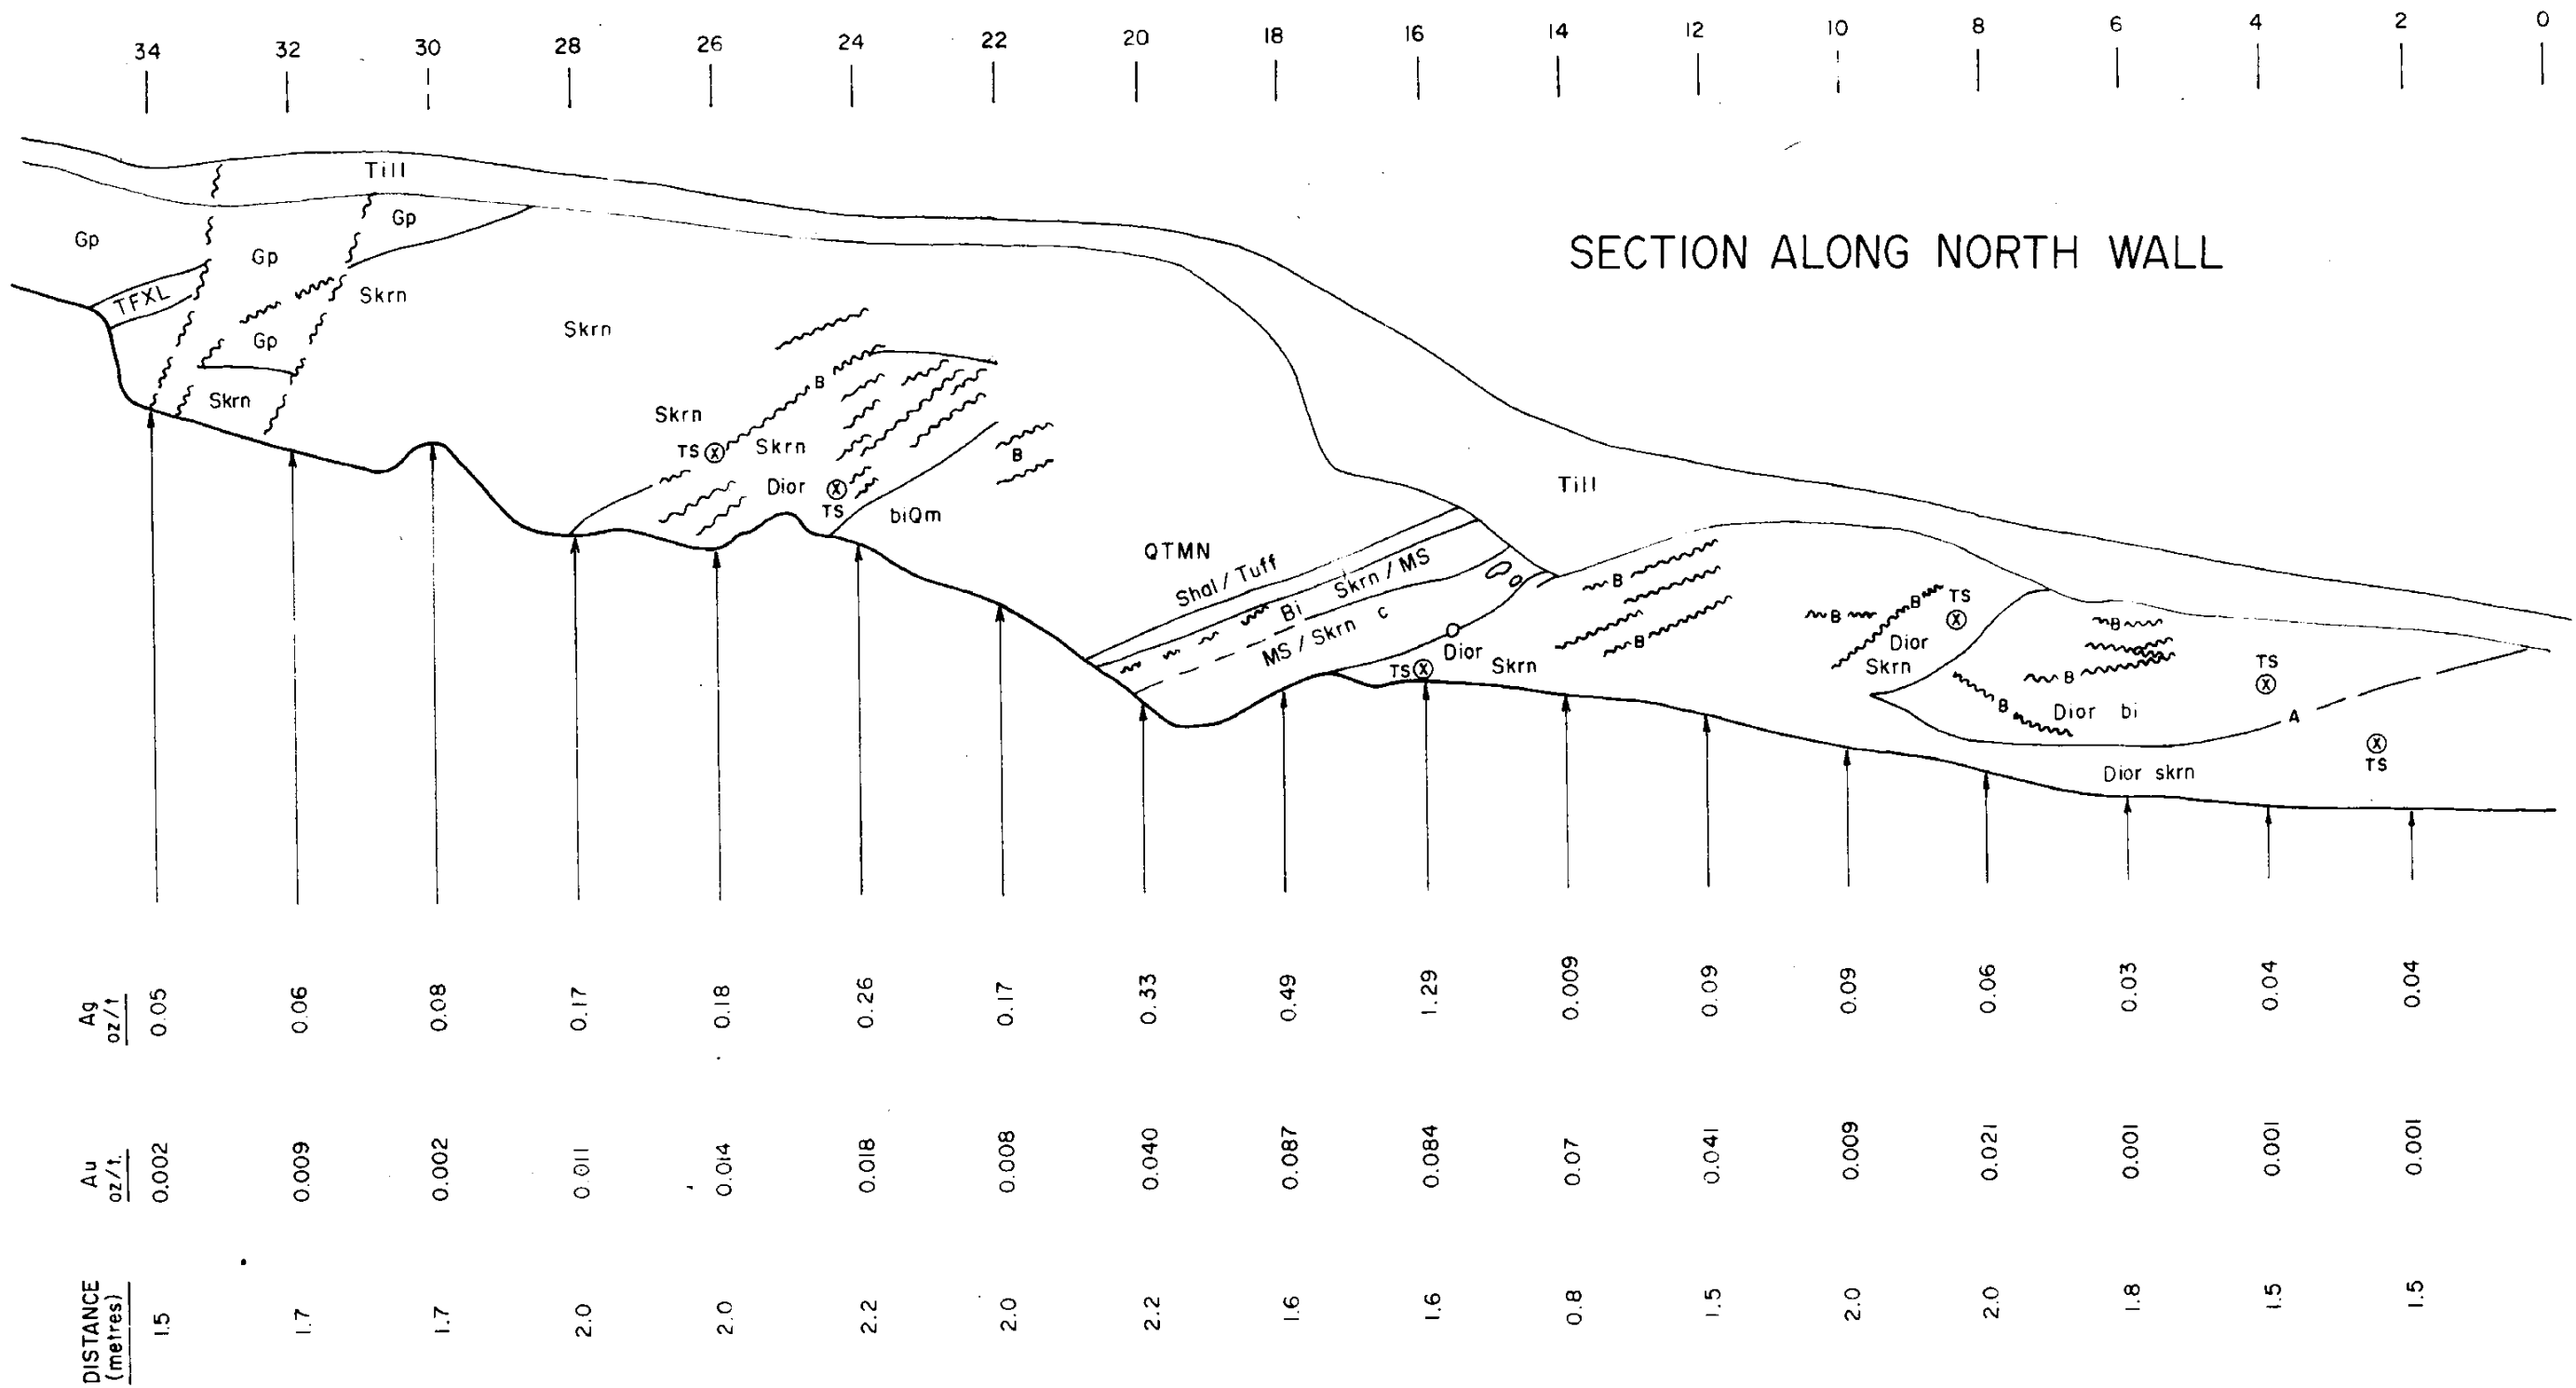 34 32 30 28 26 24 22 20 18 16 14 12 10 8 6 4 2 0
Till
Gp
Gp
Gp
SECTION ALONG NORTH WALL
TFXL
Skrn
Skrn
Gp
Skrn
B
Skrn
TS Skrn
B
Dior
TS
biQm
Till
QTMN
Shal / Tuff
Bi Skrn / MS
MS / Skrn c
Dior
TS Skrn
B
B
B
B TS
Dior
Skrn
B
B
B
Dior bi
TS
A
TS
Dior skrn
Ag
oz/t
0.05 0.06 0.08 0.17 0.18 0.26 0.17 0.33 0.49 1.29 0.009 0.09 0.09 0.06 0.03 0.04 0.04
Au
oz/t.
0.002 0.009 0.002 0.011 0.014 0.018 0.008 0.040 0.087 0.084 0.07 0.041 0.009 0.021 0.001 0.001 0.001
DISTANCE
(metres)
1.5 1.7 1.7 2.0 2.0 2.2 2.0 2.2 1.6 1.6 0.8 1.5 2.0 2.0 1.8 1.5 1.5